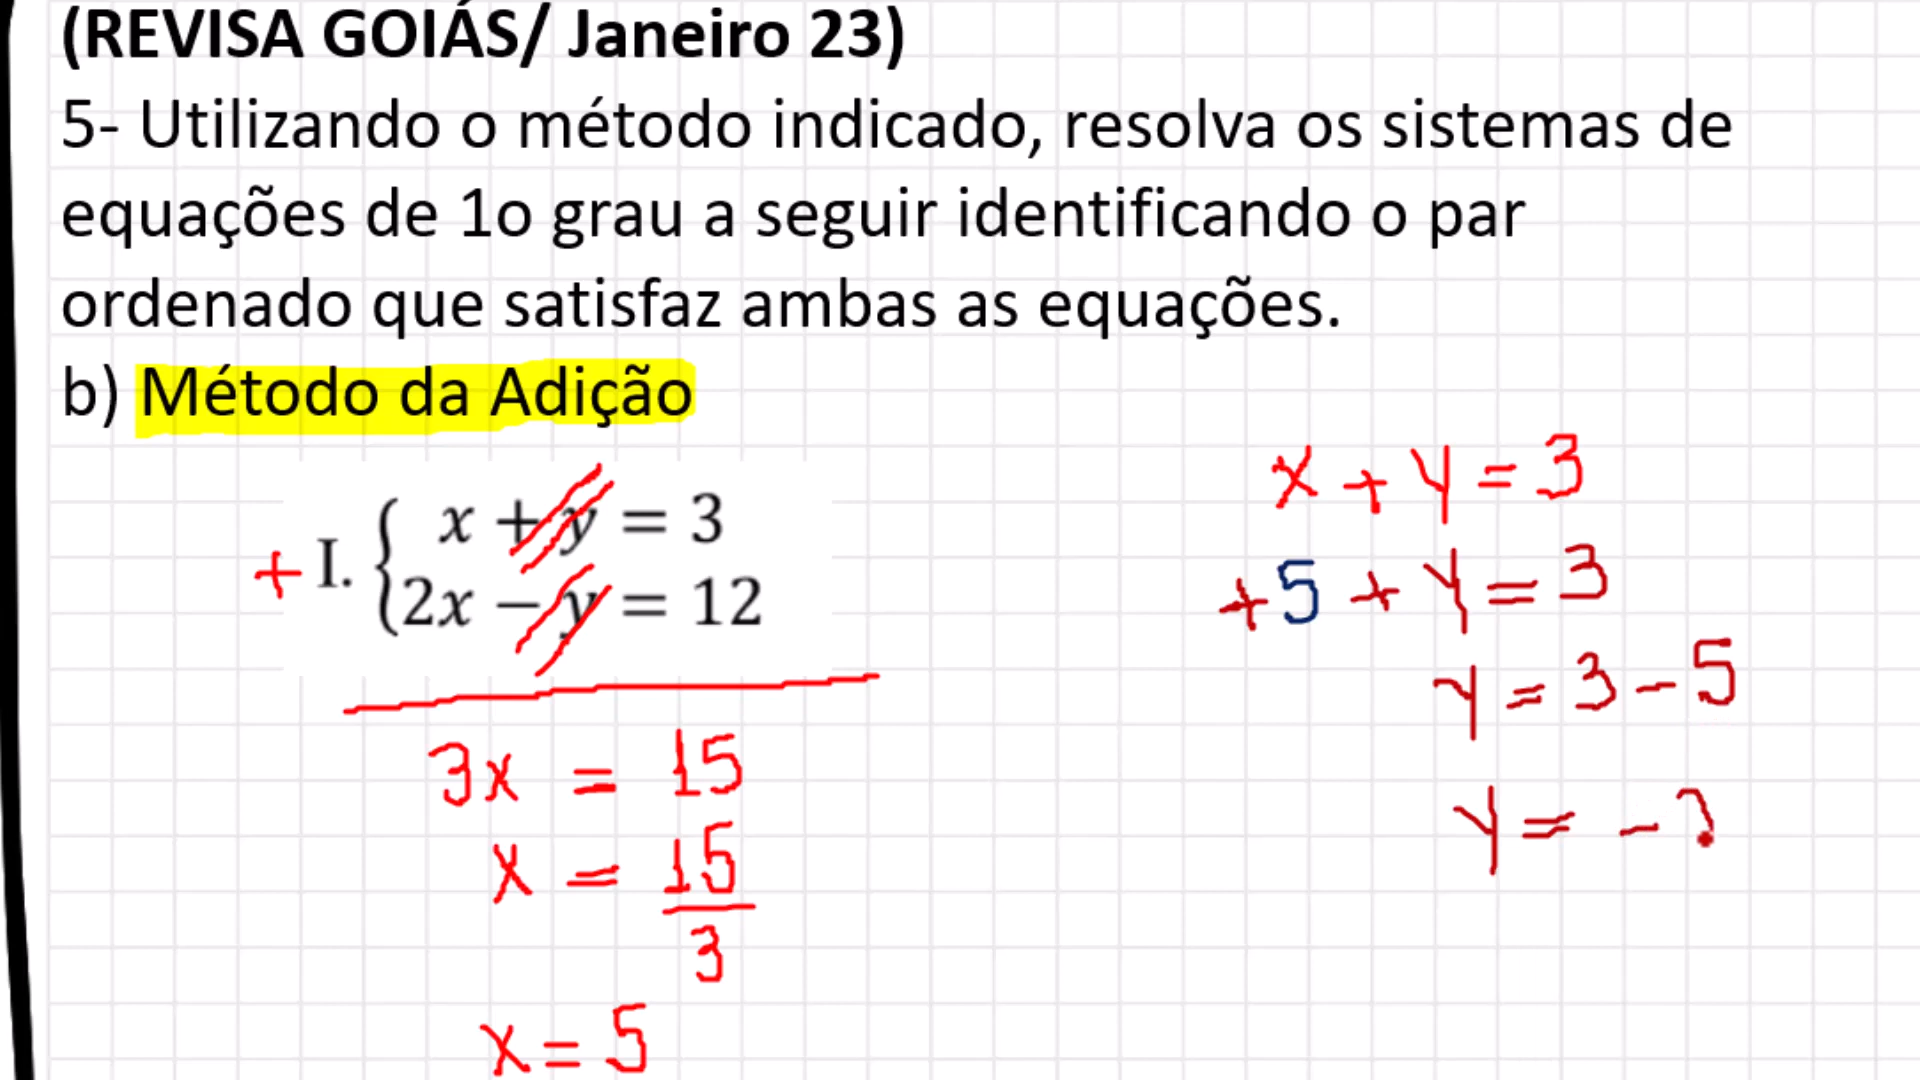 (REVISA GOIÁS/ Janeiro 23)
5- Utilizando o método indicado, resolva os sistemas de
equações de 1o grau a seguir identificando o par
ordenado que satisfaz ambas as equações.
b) Método da Adição
+ I. { x + y = 3
2x − y = 12
3x = 15
x = 15
3
x = 5
x + y = 3
+5 + y = 3
y = 3 - 5
y = -